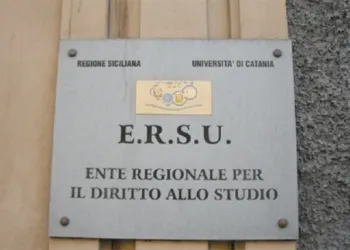 REGIONE SICILIANA UNIVERSITA' DI CATANIA
E.R.S.U.
ENTE REGIONALE PER
IL DIRITTO ALLO STUDIO